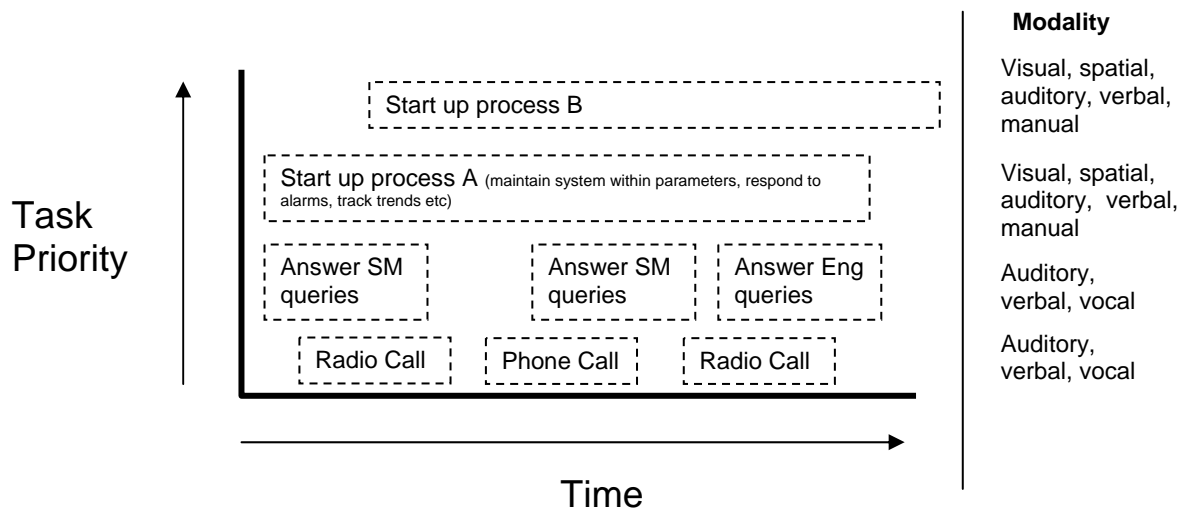 Modality
Visual, spatial,
auditory, verbal,
manual
Start up process B
Start up process A (maintain system within parameters, respond to
alarms, track trends etc)
Visual, spatial,
auditory, verbal,
manual
Task
Priority
Answer SM
queries
Answer SM
queries
Answer Eng
queries
Auditory,
verbal, vocal
Radio Call
Phone Call
Radio Call
Auditory,
verbal, vocal
Time